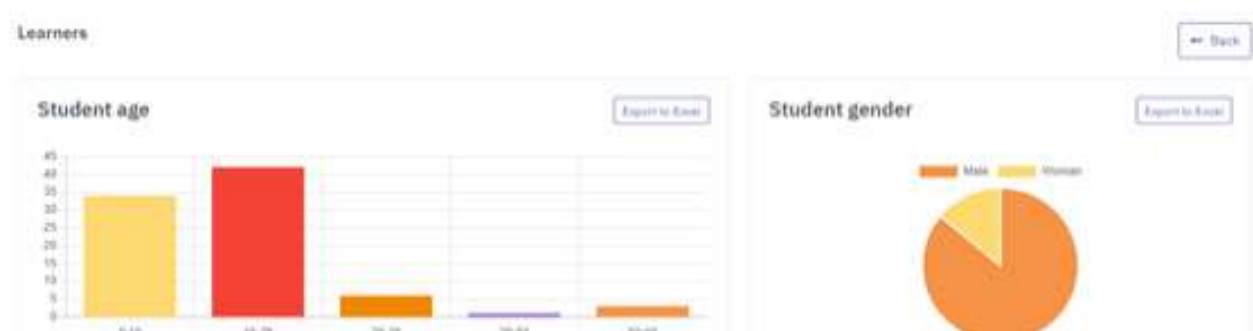 Learners
← Back
Student age
Export to Excel
Student gender
Export to Excel
Male Woman
45
40
35
30
25
20
15
10
5
0